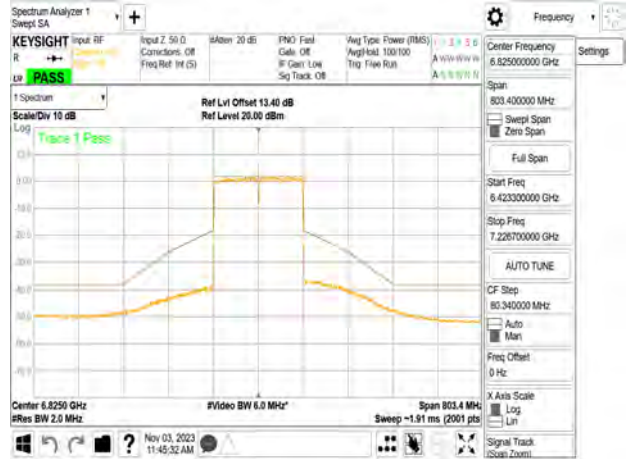 Spectrum Analyzer 1
Swept SA
Frequency
KEYSIGHT
Input: RF
Input Z: 50 Ω
#Atten: 20 dB
PNO: Fast
Avg Type: Power (RMS)
R
Corrections: Off
Gate: Off
Avg|Hold: 100/100
Freq Ref: Int (S)
IF Gain: Low
Trig: Free Run
Sig Track: Off
PASS
1 Spectrum
Scale/Div 10 dB
Ref Lvl Offset 13.40 dB
Ref Level 20.00 dBm
Log
Trace 1 Pass
Center 6.8250 GHz
#Video BW 6.0 MHz*
Span 803.4 MHz
#Res BW 2.0 MHz
Sweep ~1.91 ms (2001 pts)
?
Nov 03, 2023
11:45:32 AM
Center Frequency
6.825000000 GHz
Settings
Span
803.400000 MHz
Swept Span
Zero Span
Full Span
Start Freq
6.423300000 GHz
Stop Freq
7.226700000 GHz
AUTO TUNE
CF Step
80.340000 MHz
Auto
Man
Freq Offset
0 Hz
X Axis Scale
Log
Lin
Signal Track
(Span Zoom)